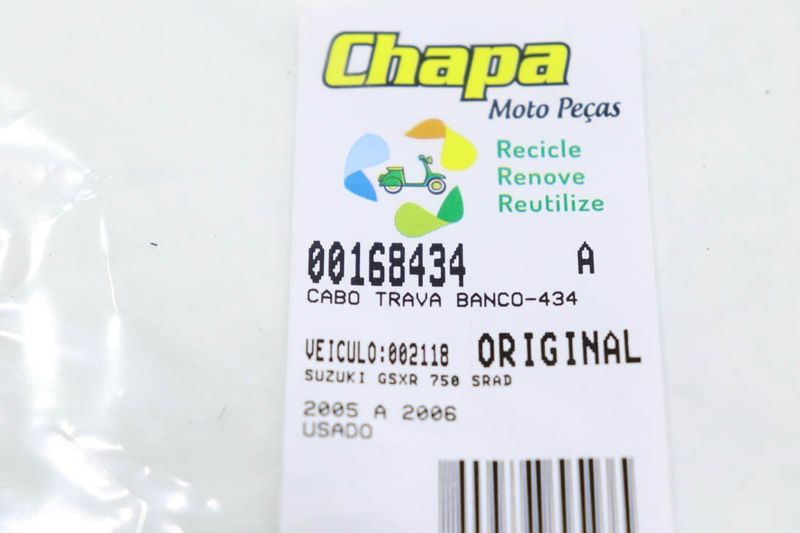 Chapa
Moto Peças
Recicle
Renove
Reutilize
00168434 A
CABO TRAVA BANCO-434
VEICULO:002118 ORIGINAL
SUZUKI GSXR 750 SRAD
2005 A 2006
USADO